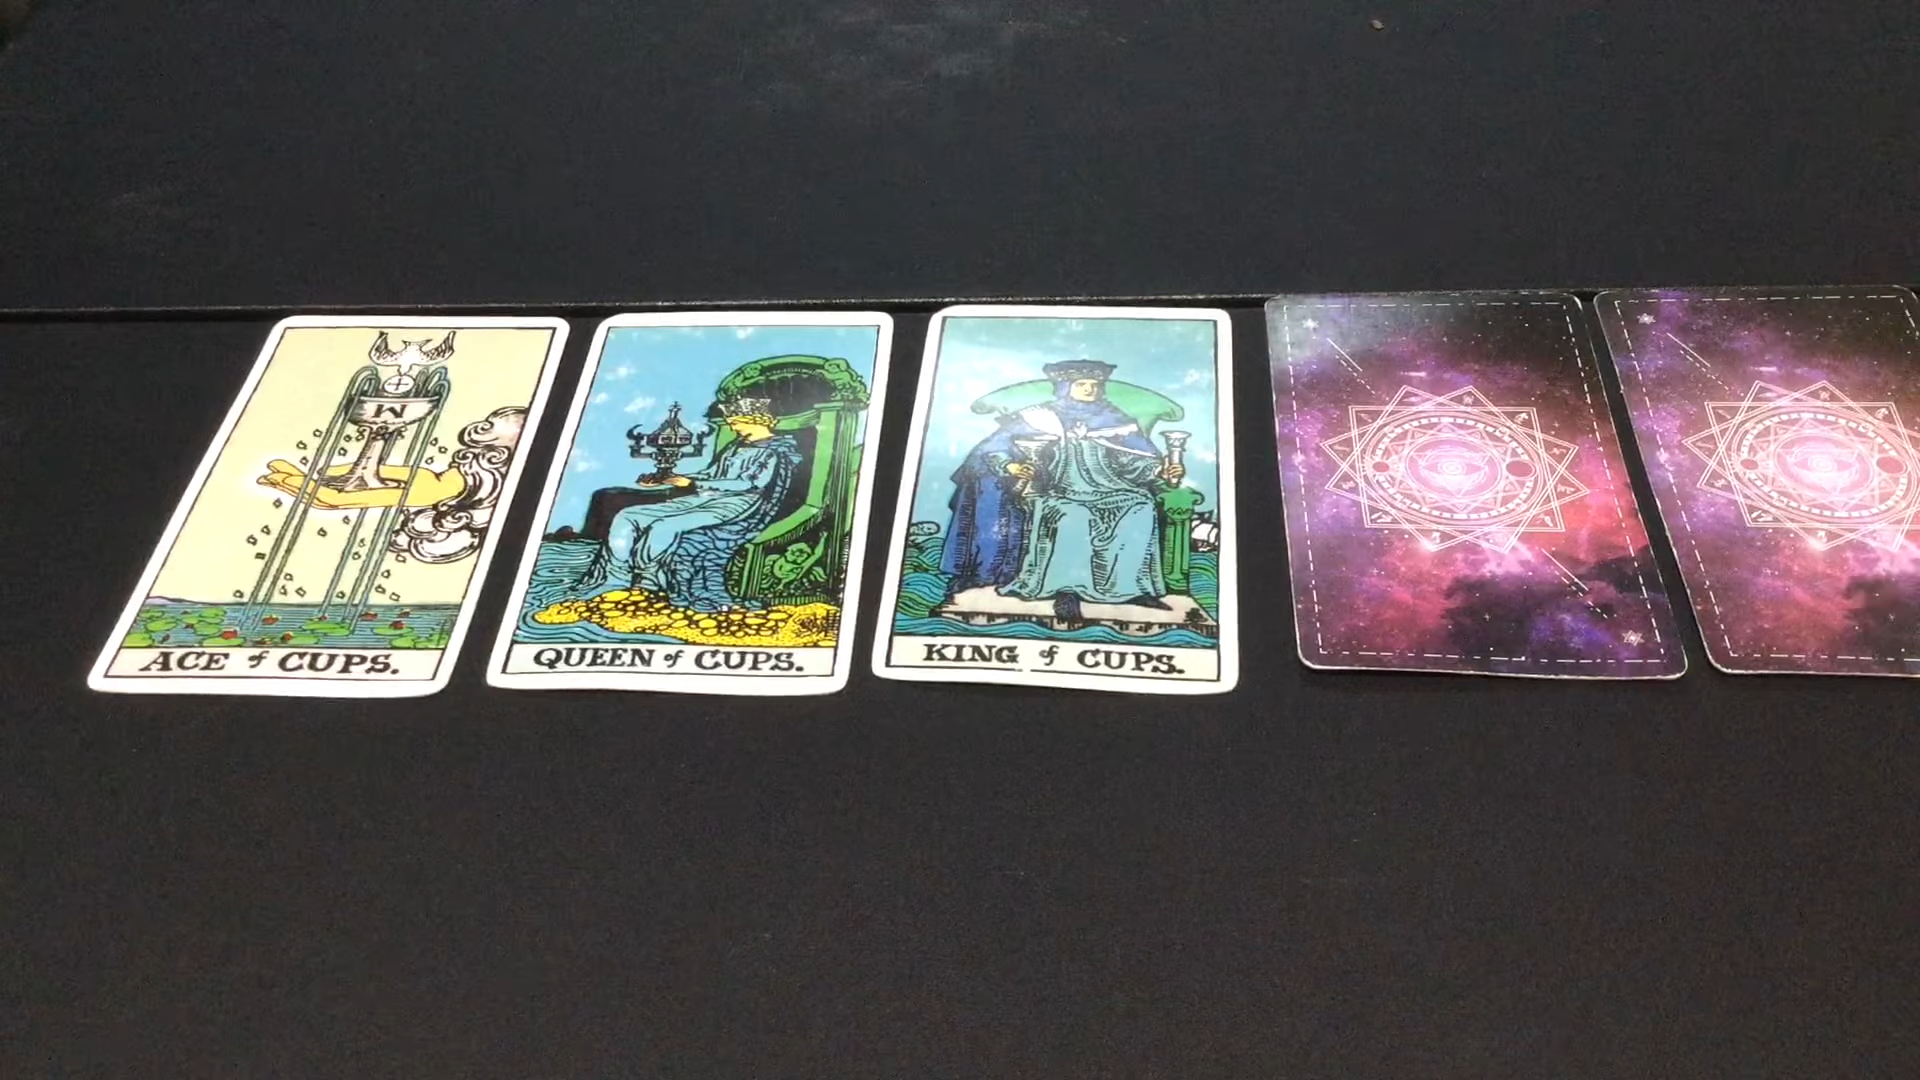 ACE of CUPS.
QUEEN of CUPS.
KING of CUPS.